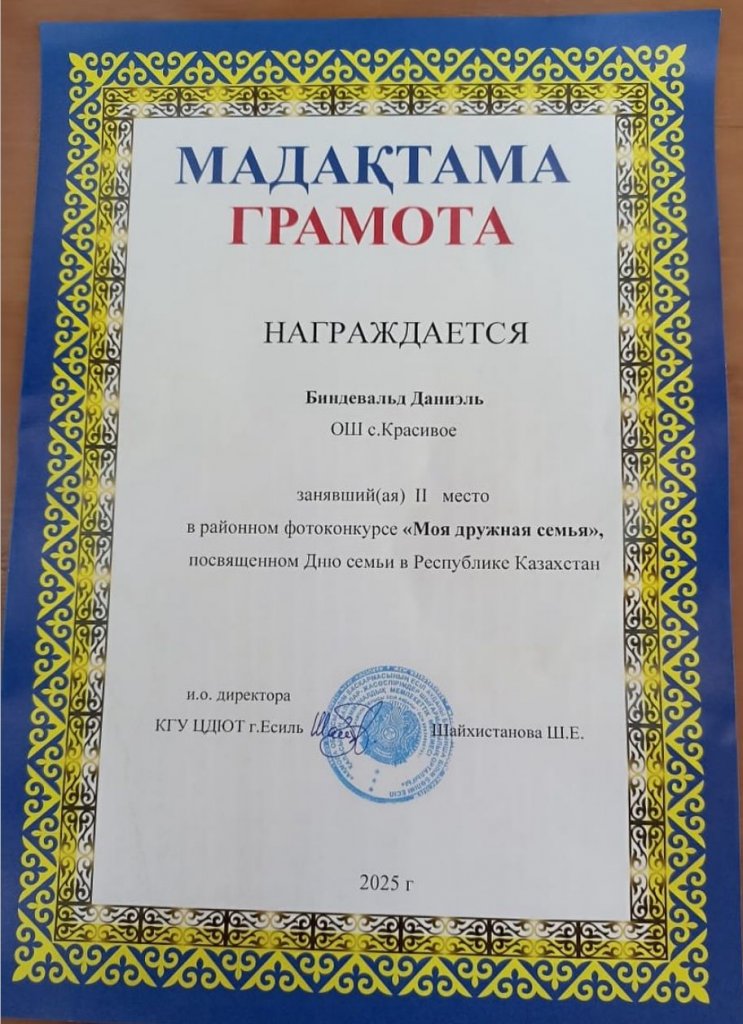 МАДАҚТАМА
ГРАМОТА
НАГРАЖДАЕТСЯ
Биндевальд Даниэль
ОШ с.Красивое
занявший(ая) II место
в районном фотоконкурсе «Моя дружная семья»,
посвященном Дню семьи в Республике Казахстан
и.о. директора
КГУ ЦДЮТ г.Есиль Шайхистанова Ш.Е.
2025 г